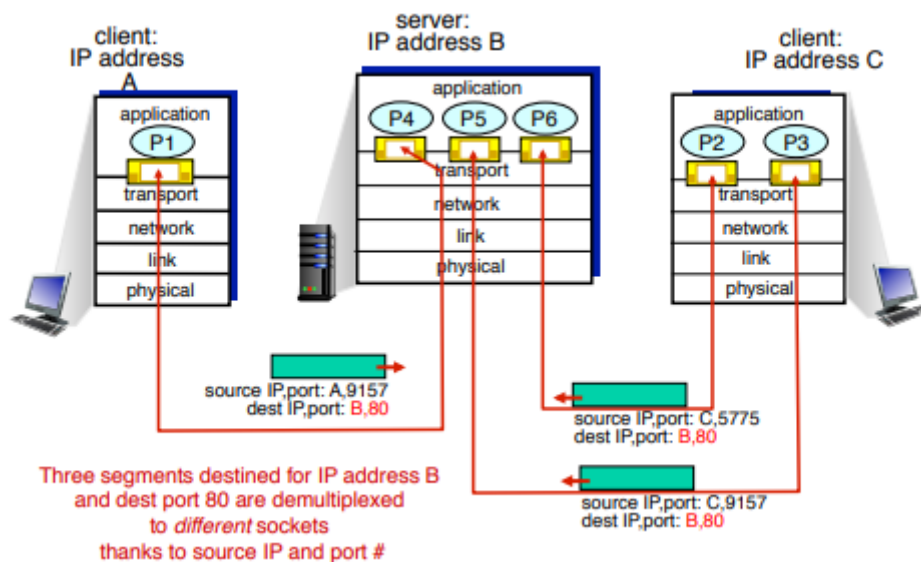 client:
IP address
A
application
P1
transport
network
link
physical
server:
IP address B
application
P4 P5 P6
transport
network
link
physical
client:
IP address C
application
P2 P3
transport
network
link
physical
source IP,port: A,9157
dest IP,port: B,80
source IP,port: C,5775
dest IP,port: B,80
source IP,port: C,9157
dest IP,port: B,80
Three segments destined for IP address B
and dest port 80 are demultiplexed
to different sockets
thanks to source IP and port #